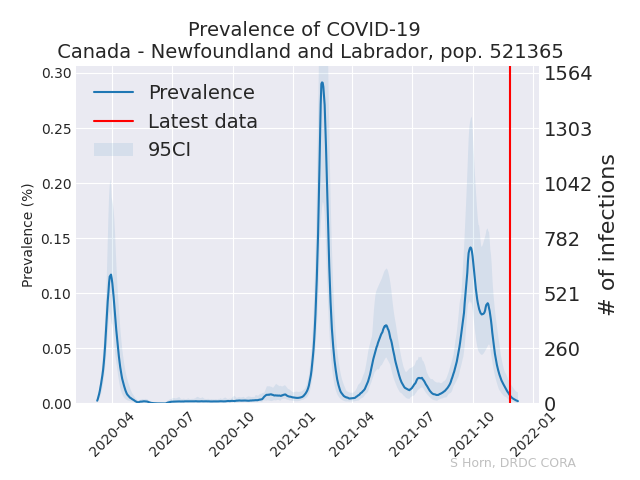 Prevalence of COVID-19
Canada - Newfoundland and Labrador, pop. 521365
Prevalence
Latest data
95CI
Prevalence (%)
0.30
0.25
0.20
0.15
0.10
0.05
0.00
1564
1303
1042
782
521
260
0
# of infections
2020-04
2020-07
2020-10
2021-01
2021-04
2021-07
2021-10
2022-01
S Horn, DRDC CORA